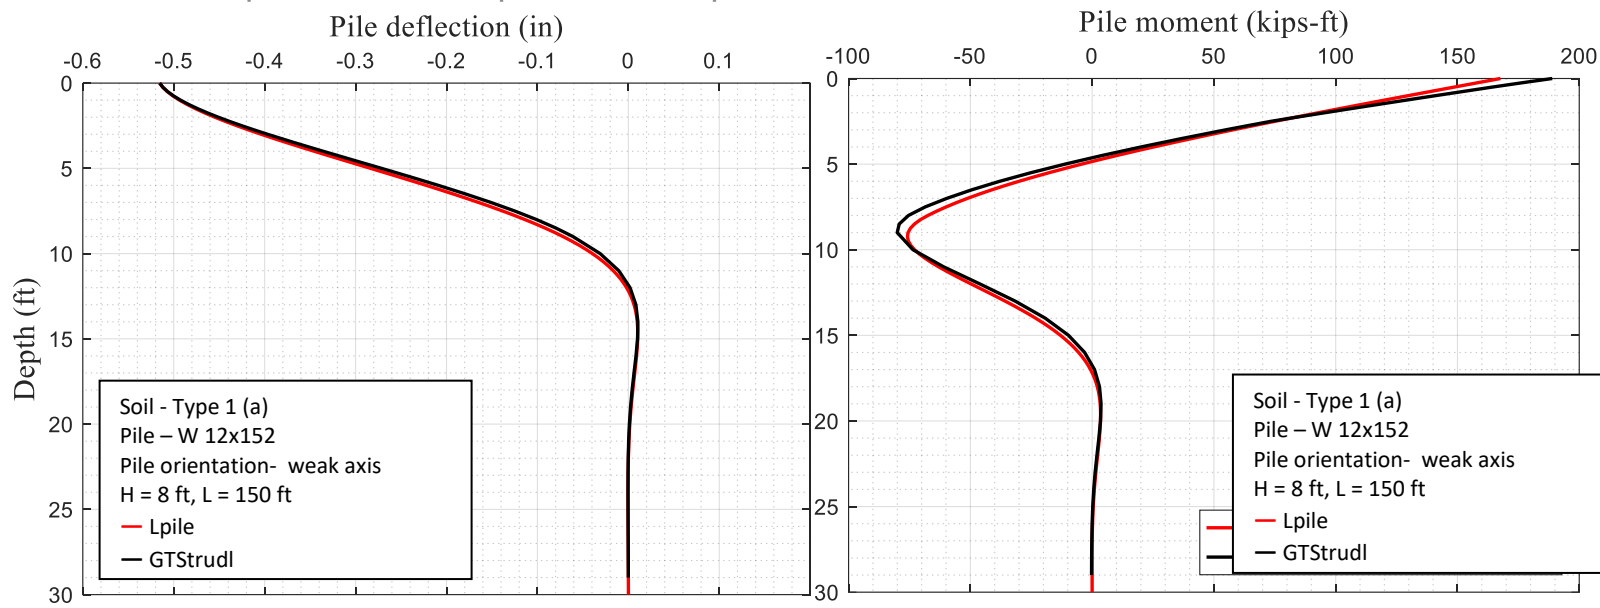 Pile deflection (in)
-0.6 -0.5 -0.4 -0.3 -0.2 -0.1 0 0.1
0
5
10
15
20
25
30
Depth (ft)
Soil - Type 1 (a)
Pile – W 12x152
Pile orientation- weak axis
H = 8 ft, L = 150 ft
Lpile
GTStrudl
Pile moment (kips-ft)
-100 -50 0 50 100 150 200
0
5
10
15
20
25
30
Soil - Type 1 (a)
Pile – W 12x152
Pile orientation- weak axis
H = 8 ft, L = 150 ft
Lpile
GTStrudl